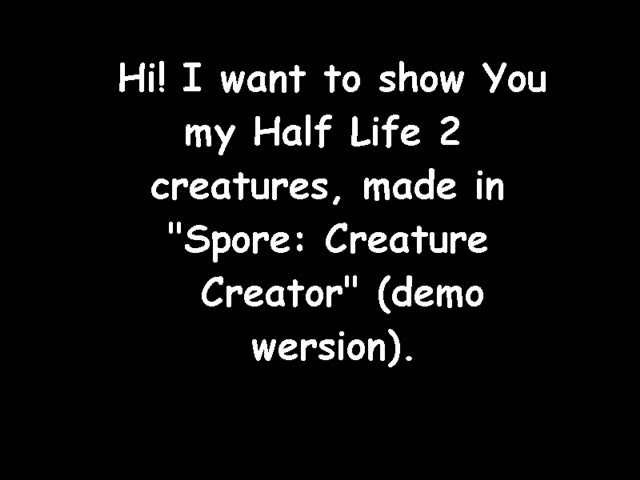 Hi! I want to show You
my Half Life 2
creatures, made in
"Spore: Creature
Creator" (demo
wersion).